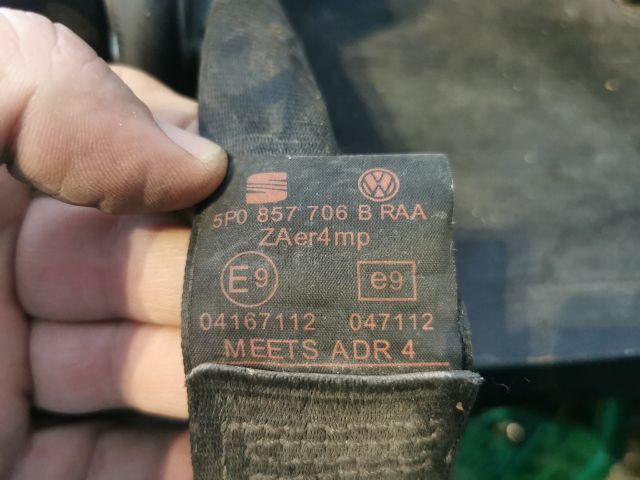 5P0 857 706 B RAA
ZAer4mp
E9 e9
04167112 047112
MEETS ADR 4